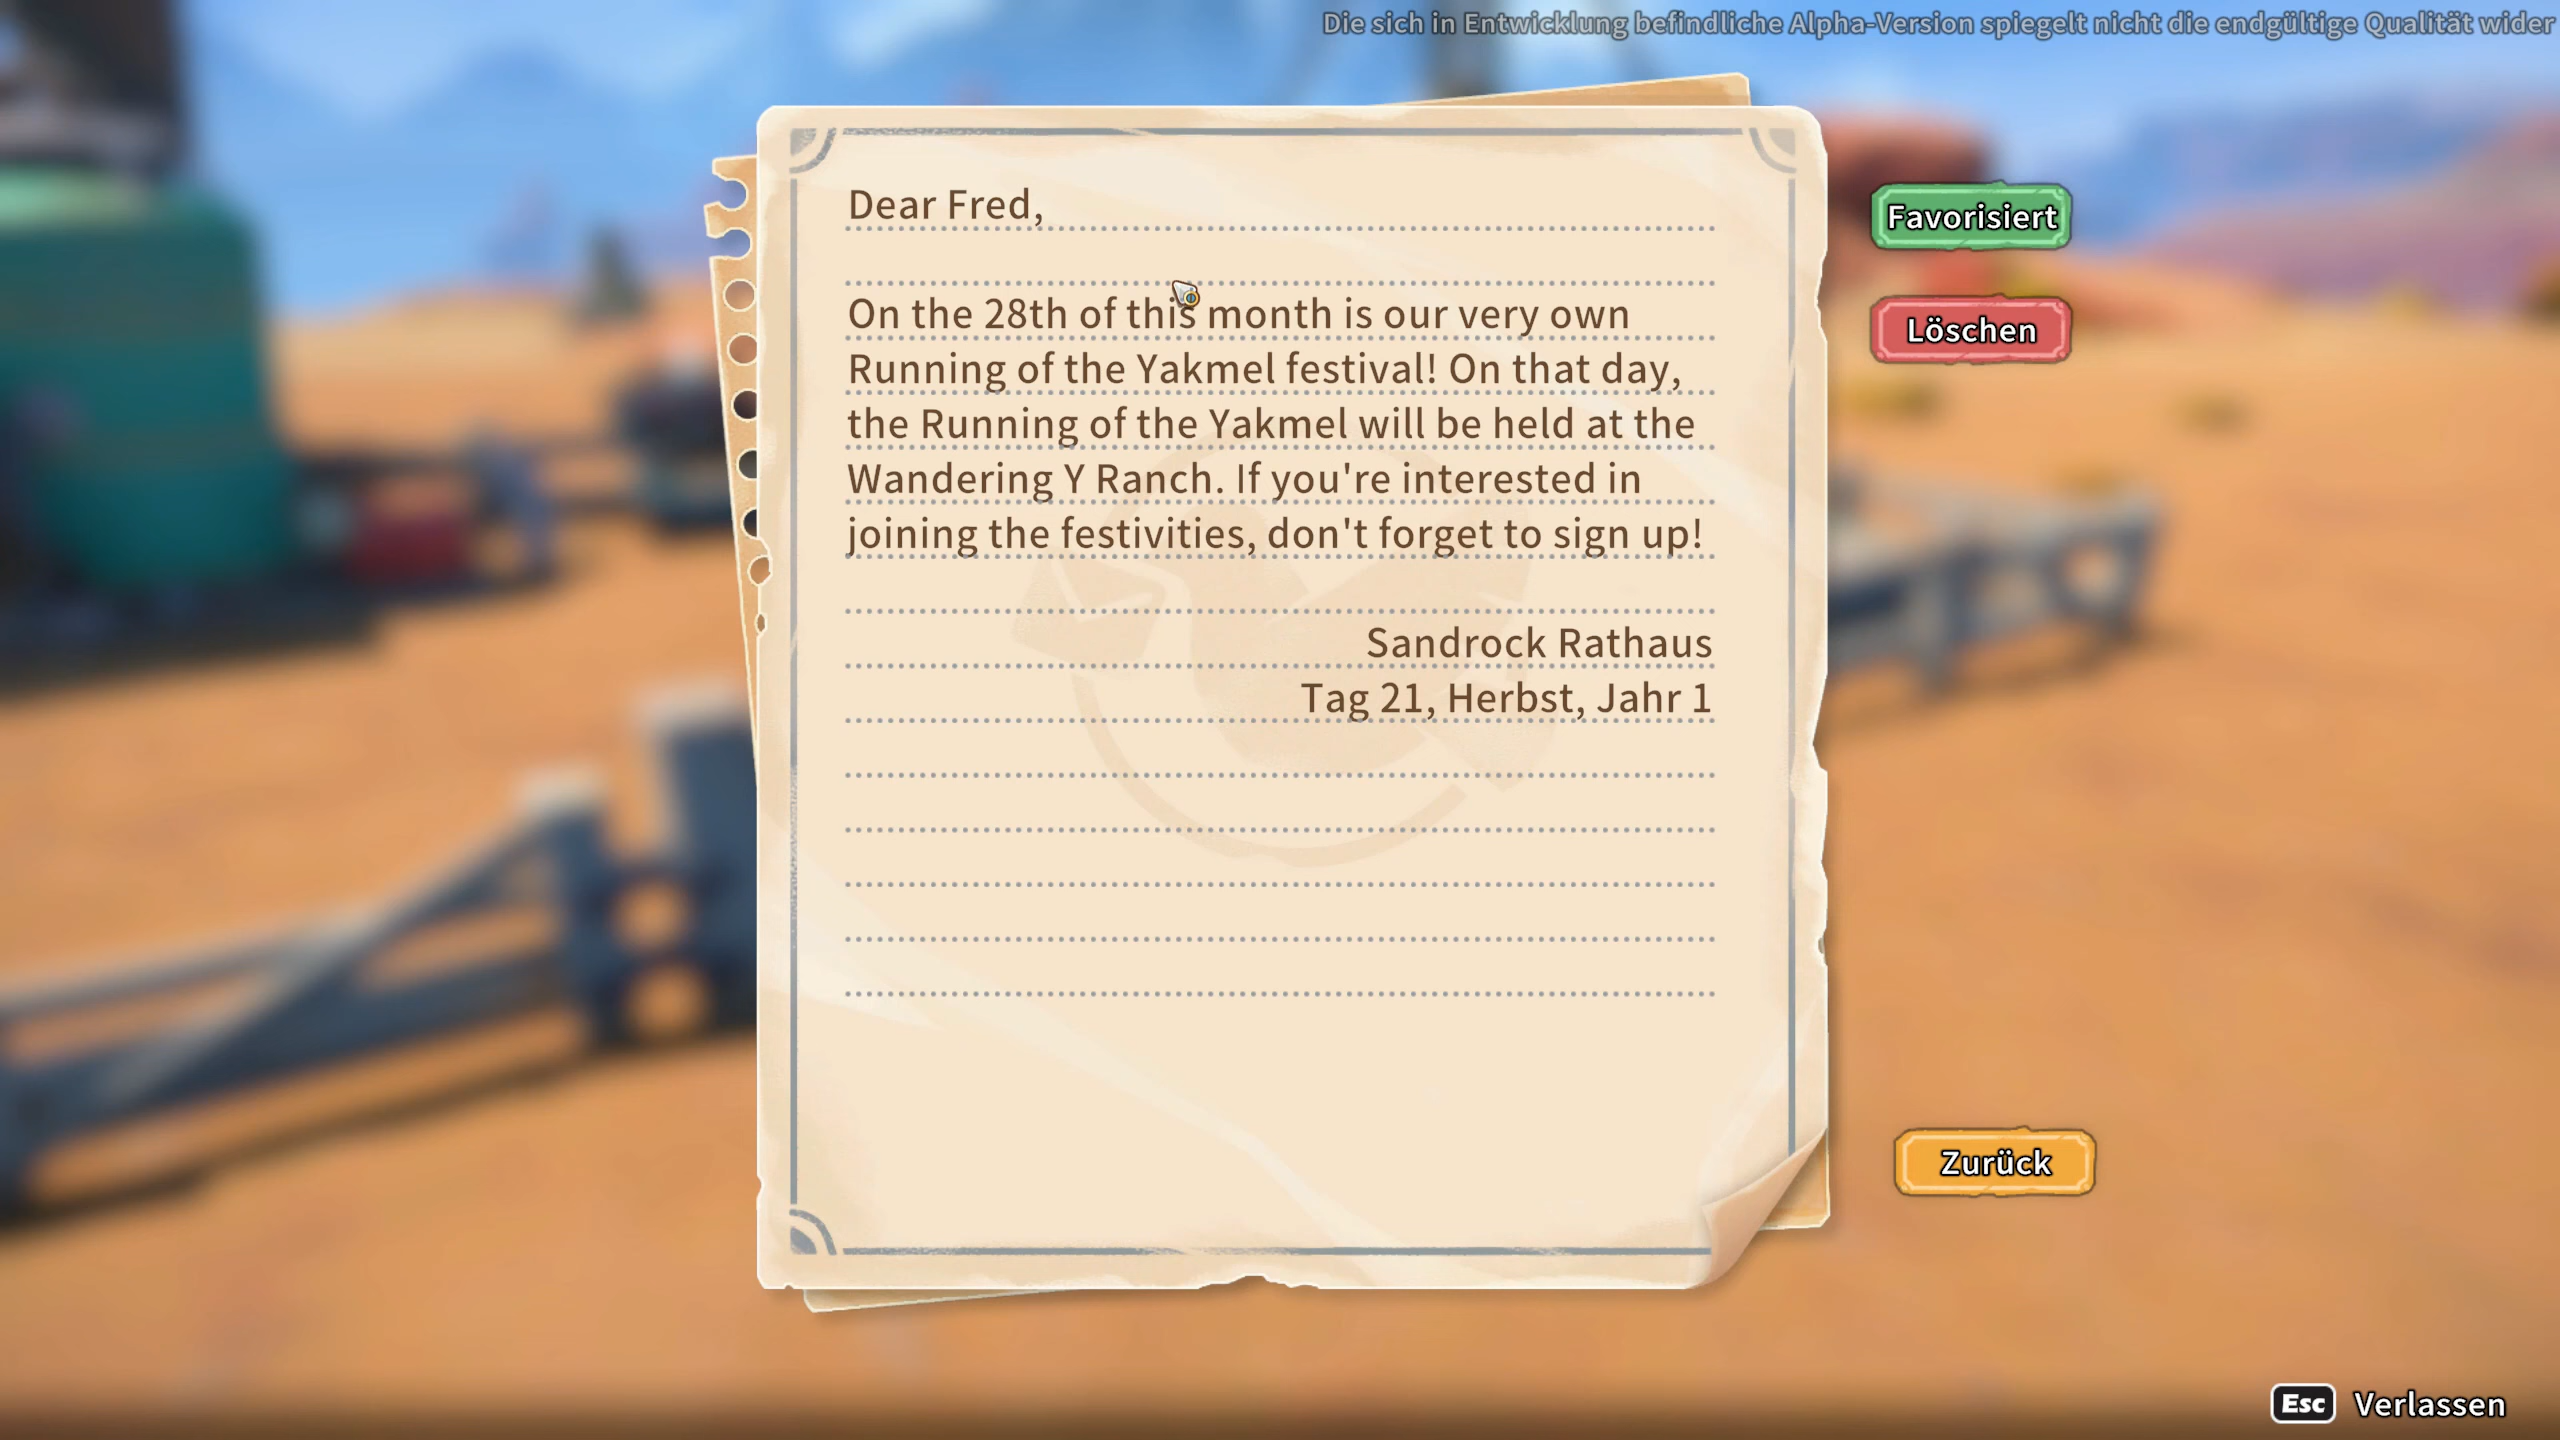 Die sich in Entwicklung befindliche Alpha-Version spiegelt nicht die endgültige Qualität wider
Dear Fred,
On the 28th of this month is our very own
Running of the Yakmel festival! On that day,
the Running of the Yakmel will be held at the
Wandering Y Ranch. If you're interested in
joining the festivities, don't forget to sign up!
Sandrock Rathaus
Tag 21, Herbst, Jahr 1
Favorisiert
Löschen
Zurück
Esc Verlassen